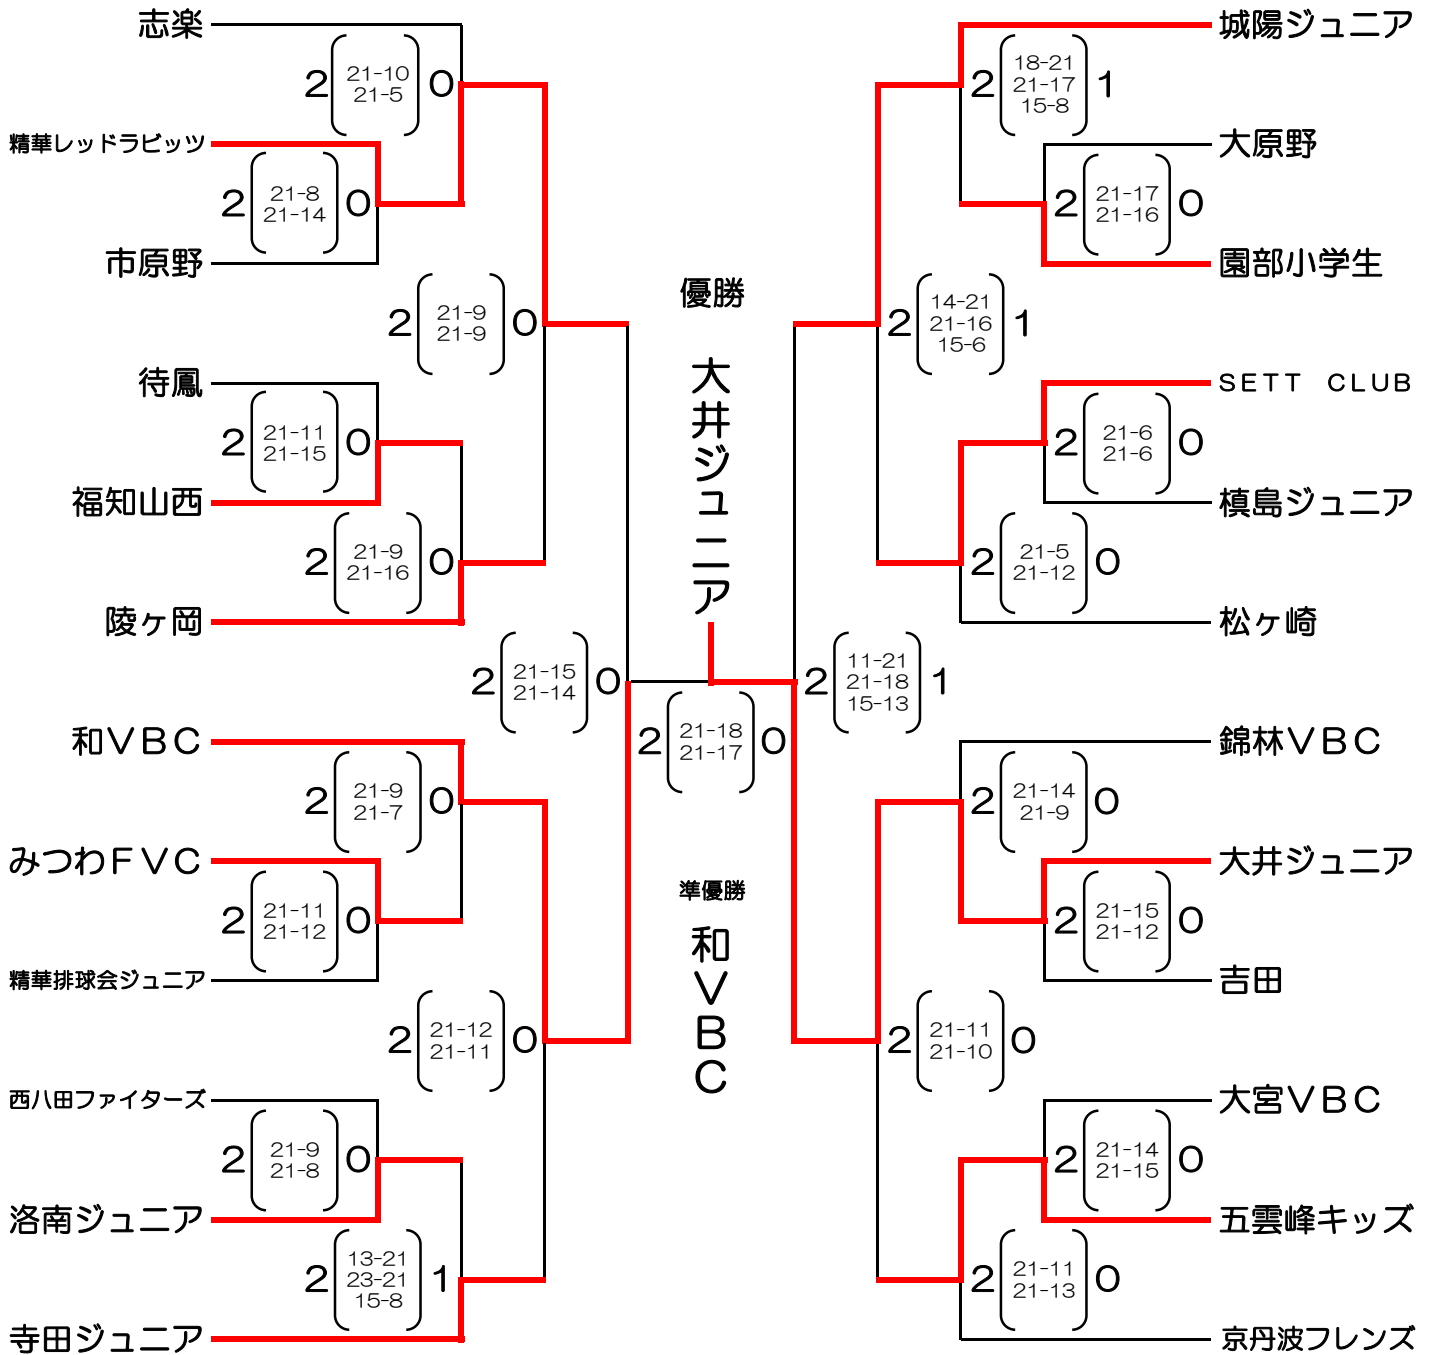 志楽
2 21-10 0
21-5
精華レッドラビッツ
2 21-8 0
21-14
市原野
2 21-9 0
21-9
待鳳
2 21-11 0
21-15
福知山西
2 21-9 0
21-16
陵ヶ岡
2 21-15 0
21-14
和ＶＢＣ
2 21-9 0
21-7
みつわＦＶＣ
2 21-11 0
21-12
精華排球会ジュニア
2 21-12 0
21-11
西八田ファイターズ
2 21-9 0
21-8
洛南ジュニア
2 13-21 1
23-21
15-8
寺田ジュニア
優勝
大井ジュニア
2 21-18 0
21-17
準優勝
和ＶＢＣ
城陽ジュニア
2 18-21 1
21-17
15-8
大原野
2 21-17 0
21-16
園部小学生
2 14-21 1
21-16
15-6
ＳＥＴＴ　ＣＬＵＢ
2 21-6 0
21-6
槙島ジュニア
2 21-5 0
21-12
松ヶ崎
2 11-21 1
21-18
15-13
錦林ＶＢＣ
2 21-14 0
21-9
大井ジュニア
2 21-15 0
21-12
吉田
2 21-11 0
21-10
大宮ＶＢＣ
2 21-14 0
21-15
五雲峰キッズ
2 21-11 0
21-13
京丹波フレンズ